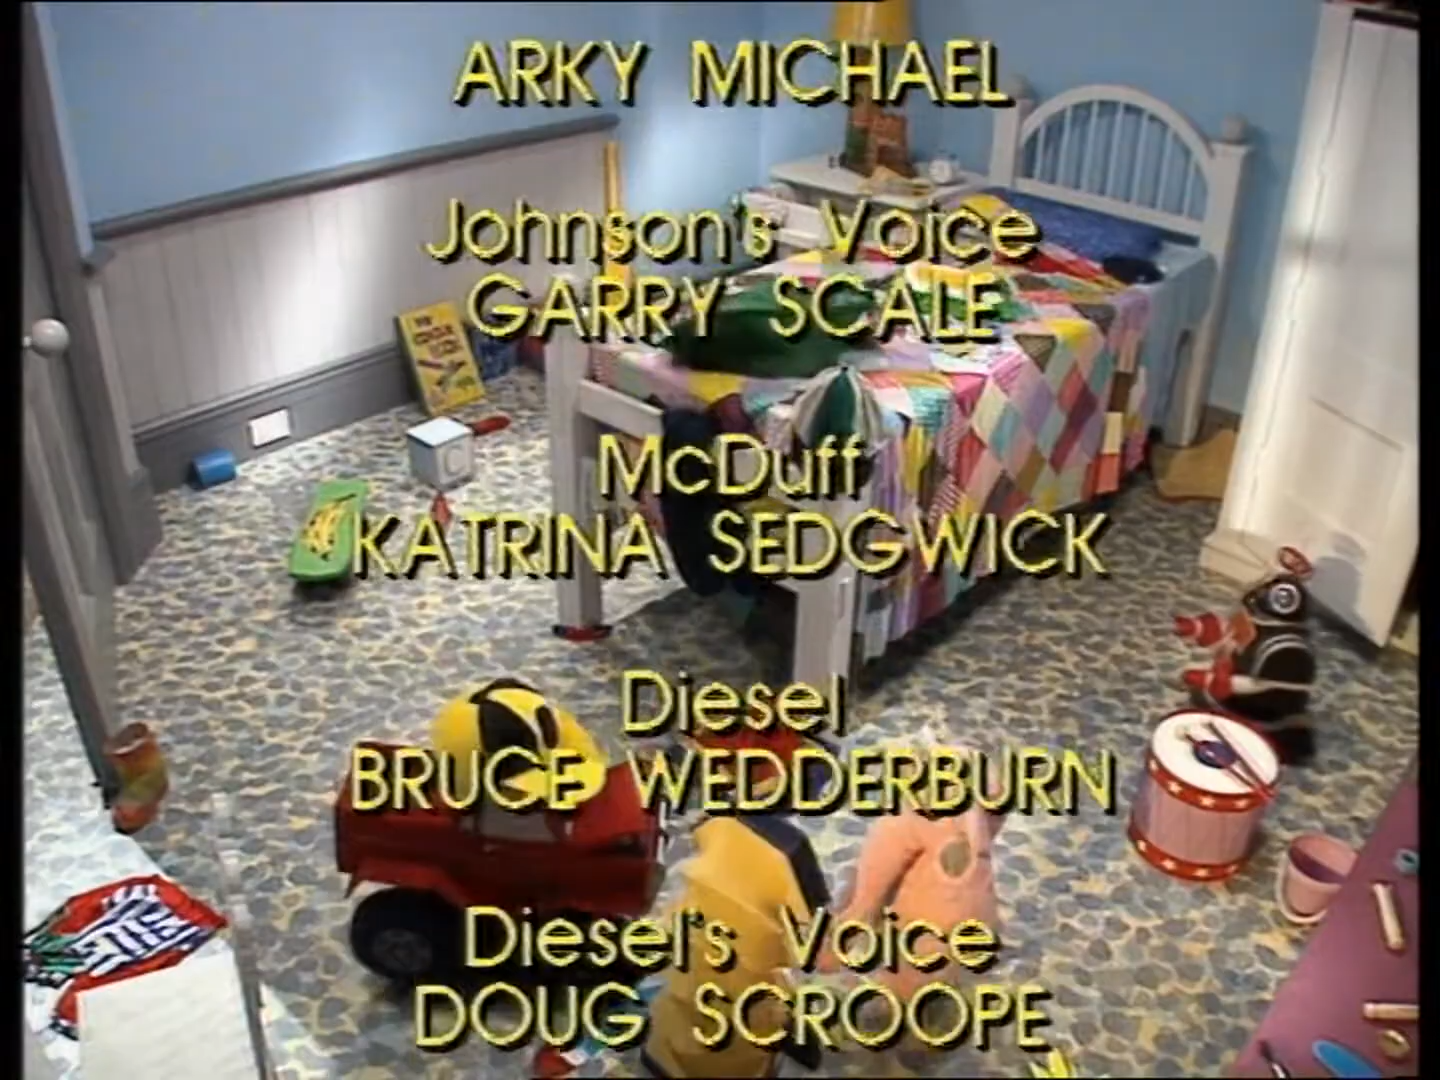 ARKY MICHAEL
Johnson's Voice
GARRY SCALE
McDuff
KATRINA SEDGWICK
Diesel
BRUCE WEDDERBURN
Diesel's Voice
DOUG SCROOPE